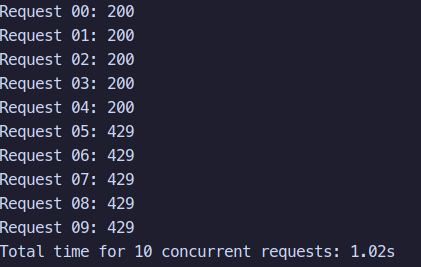 Request 00: 200
Request 01: 200
Request 02: 200
Request 03: 200
Request 04: 200
Request 05: 429
Request 06: 429
Request 07: 429
Request 08: 429
Request 09: 429
Total time for 10 concurrent requests: 1.02s